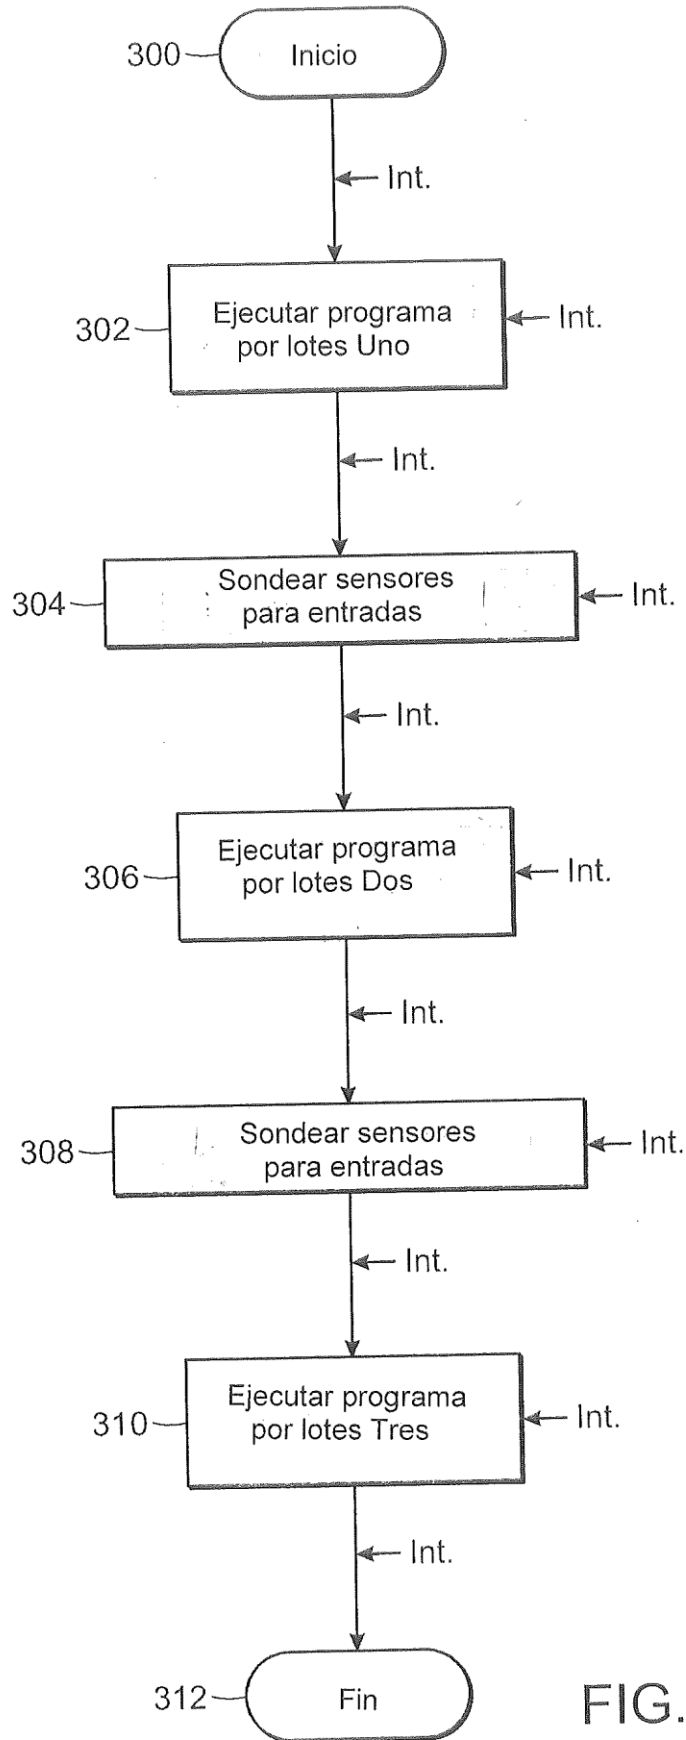 300
Inicio
Int.
302
Ejecutar programa
por lotes Uno
Int.
Int.
304
Sondear sensores
para entradas
Int.
Int.
306
Ejecutar programa
por lotes Dos
Int.
Int.
308
Sondear sensores
para entradas
Int.
Int.
310
Ejecutar programa
por lotes Tres
Int.
Int.
312
Fin
FIG.